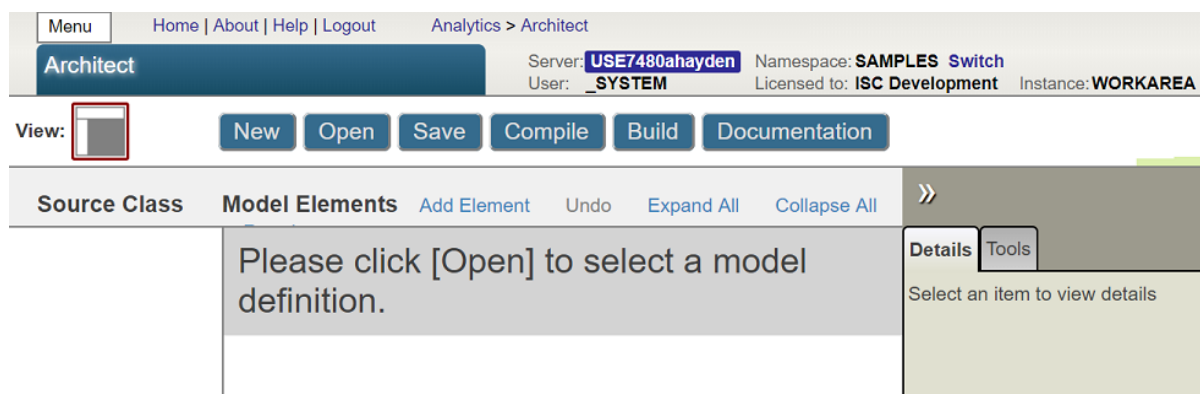 Menu Home | About | Help | Logout Analytics > Architect
Architect
Server: USE7480ahayden Namespace: SAMPLES Switch
User: _SYSTEM Licensed to: ISC Development Instance: WORKAREA
View: New Open Save Compile Build Documentation
Source Class Model Elements Add Element Undo Expand All Collapse All »
Please click [Open] to select a model
definition.
Details Tools
Select an item to view details